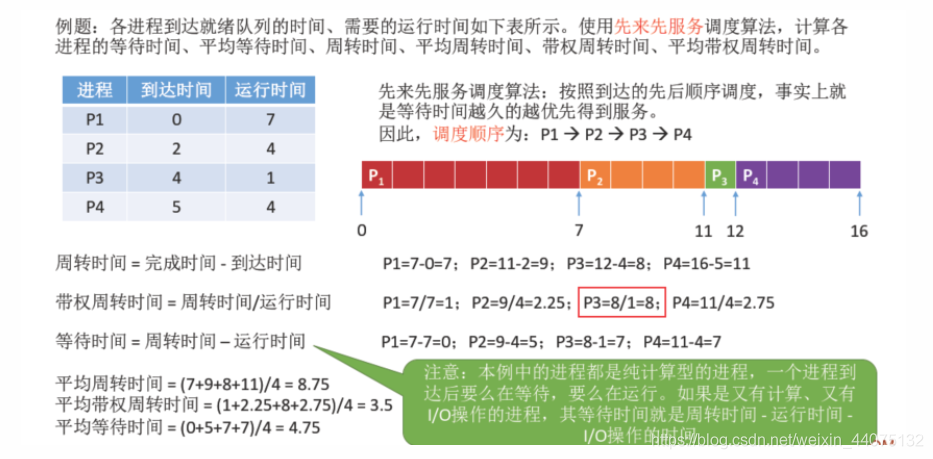 例题：各进程到达就绪队列的时间、需要的运行时间如下表所示。使用先来先服务调度算法，计算各
进程的等待时间、平均等待时间、周转时间、平均周转时间、带权周转时间、平均带权周转时间。
进程 到达时间 运行时间
P1 0 7
P2 2 4
P3 4 1
P4 5 4
先来先服务调度算法：按照到达的先后顺序调度，事实上就
是等待时间越久的越优先得到服务。
因此，调度顺序为：P1 → P2 → P3 → P4
P1 P2 P3 P4
0 7 11 12 16
周转时间 = 完成时间 - 到达时间 P1=7-0=7；P2=11-2=9；P3=12-4=8；P4=16-5=11
带权周转时间 = 周转时间/运行时间 P1=7/7=1；P2=9/4=2.25；P3=8/1=8；P4=11/4=2.75
等待时间 = 周转时间 – 运行时间 P1=7-7=0；P2=9-4=5；P3=8-1=7；P4=11-4=7
平均周转时间 = (7+9+8+11)/4 = 8.75
平均带权周转时间 = (1+2.25+8+2.75)/4 = 3.5
平均等待时间 = (0+5+7+7)/4 = 4.75
注意：本例中的进程都是纯计算型的进程，一个进程到
达后要么在等待，要么在运行。如果是又有计算、又有
I/O操作的进程，其等待时间就是周转时间 - 运行时间 -
I/O操作的时间
https://blog.csdn.net/weixin_44075132